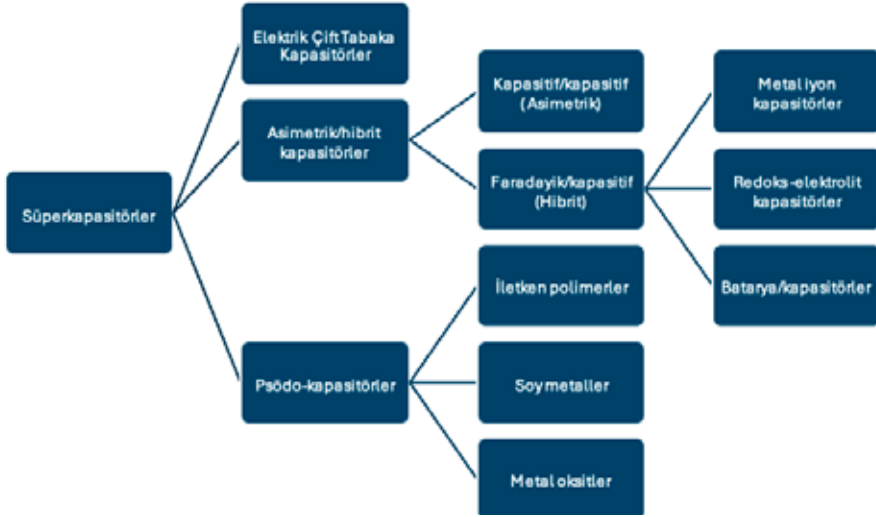 Süperkapasitörler
Elektrik Çift Tabaka
Kapasitörler
Asimetrik/hibrit
kapasitörler
Kapasitif/kapasitif
(Asimetrik)
Faradayik/kapasitif
(Hibrit)
Metal iyon
kapasitörler
Redoks-elektrolit
kapasitörler
Batarya/kapasitörler
Psödo-kapasitörler
İletken polimerler
Soy metaller
Metal oksitler